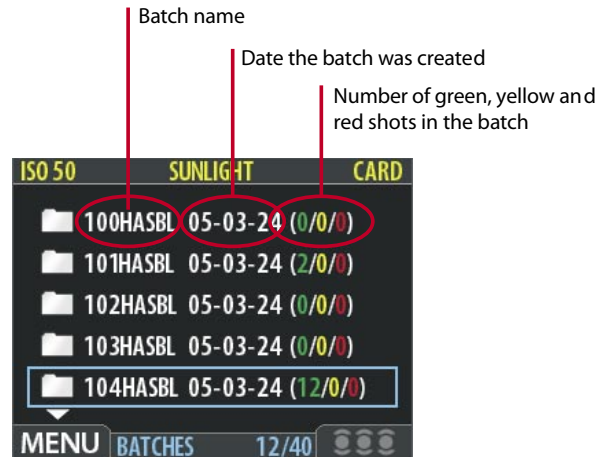 Batch name
Date the batch was created
Number of green, yellow and
red shots in the batch
ISO 50 SUNLIGHT CARD
100HASBL 05-03-24 (0/0/0)
101HASBL 05-03-24 (2/0/0)
102HASBL 05-03-24 (0/0/0)
103HASBL 05-03-24 (0/0/0)
104HASBL 05-03-24 (12/0/0)
MENU BATCHES 12/40